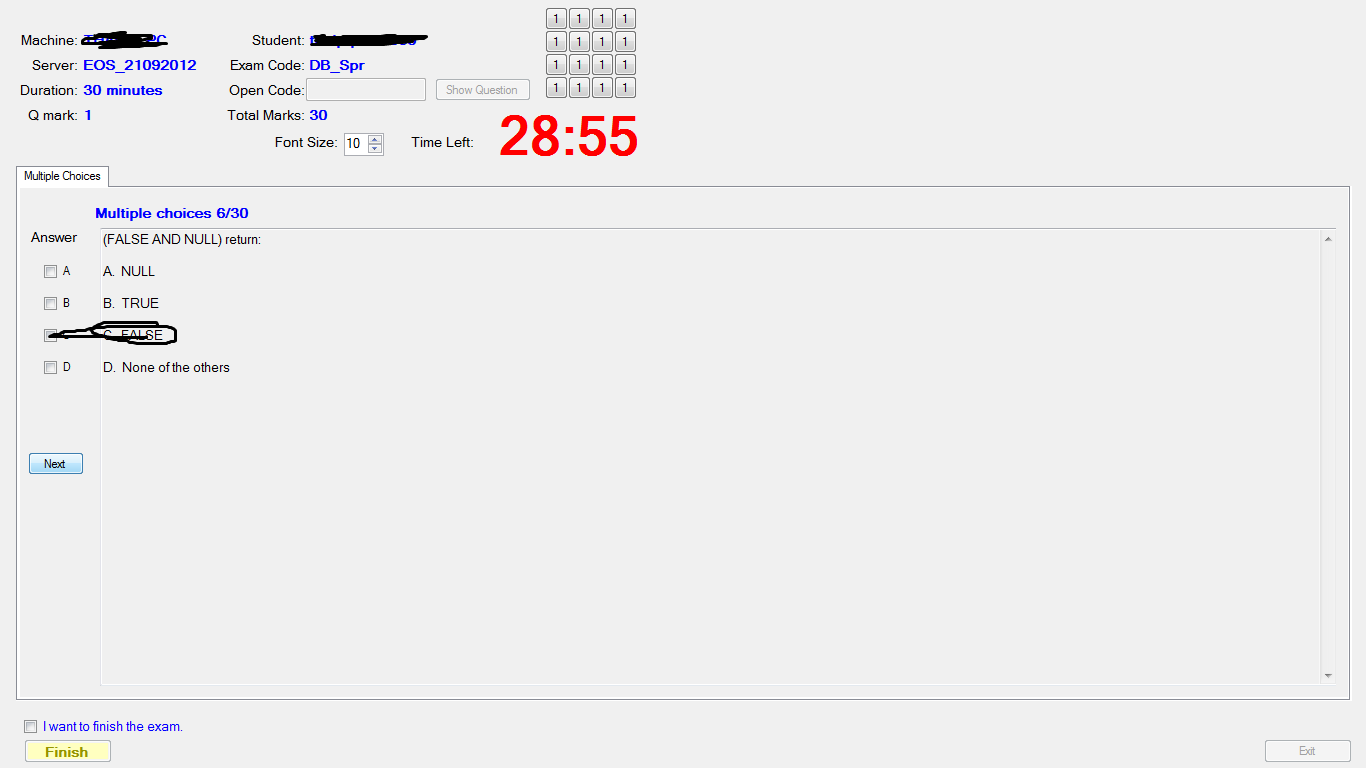 Machine: PC Student:
Server: EOS_21092012 Exam Code: DB_Spr
Duration: 30 minutes Open Code: Show Question
Q mark: 1 Total Marks: 30
1 1 1 1
1 1 1 1
1 1 1 1
1 1 1 1
Font Size: 10 Time Left: 28:55
Multiple Choices
Multiple choices 6/30
Answer (FALSE AND NULL) return:
A A. NULL
B B. TRUE
C. FALSE
D D. None of the others
Next
I want to finish the exam.
Finish Exit